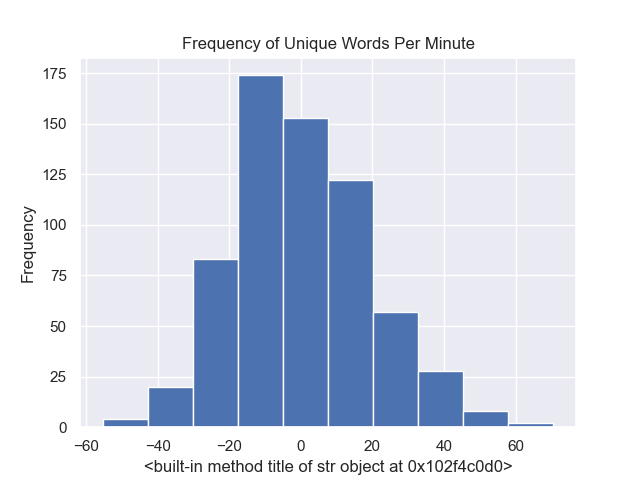 Frequency of Unique Words Per Minute
175
150
125
100
75
50
25
0
Frequency
−60 −40 −20 0 20 40 60
<built-in method title of str object at 0x102f4c0d0>